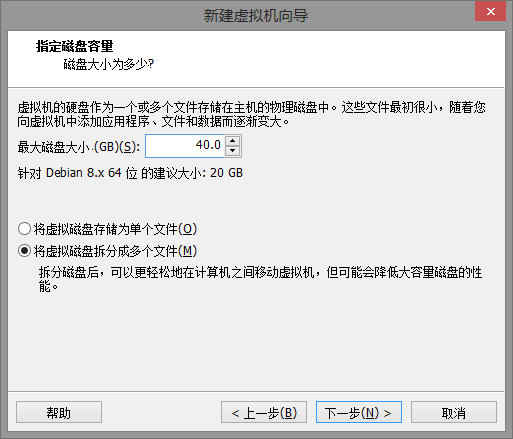 新建虚拟机向导
指定磁盘容量
磁盘大小为多少?
虚拟机的硬盘作为一个或多个文件存储在主机的物理磁盘中。这些文件最初很小，随着您
向虚拟机中添加应用程序、文件和数据而逐渐变大。
最大磁盘大小 (GB)(S): 40.0
针对 Debian 8.x 64 位 的建议大小: 20 GB
将虚拟磁盘存储为单个文件(O)
将虚拟磁盘拆分成多个文件(M)
拆分磁盘后，可以更轻松地在计算机之间移动虚拟机，但可能会降低大容量磁盘的性
能。
帮助 < 上一步(B) 下一步(N) > 取消